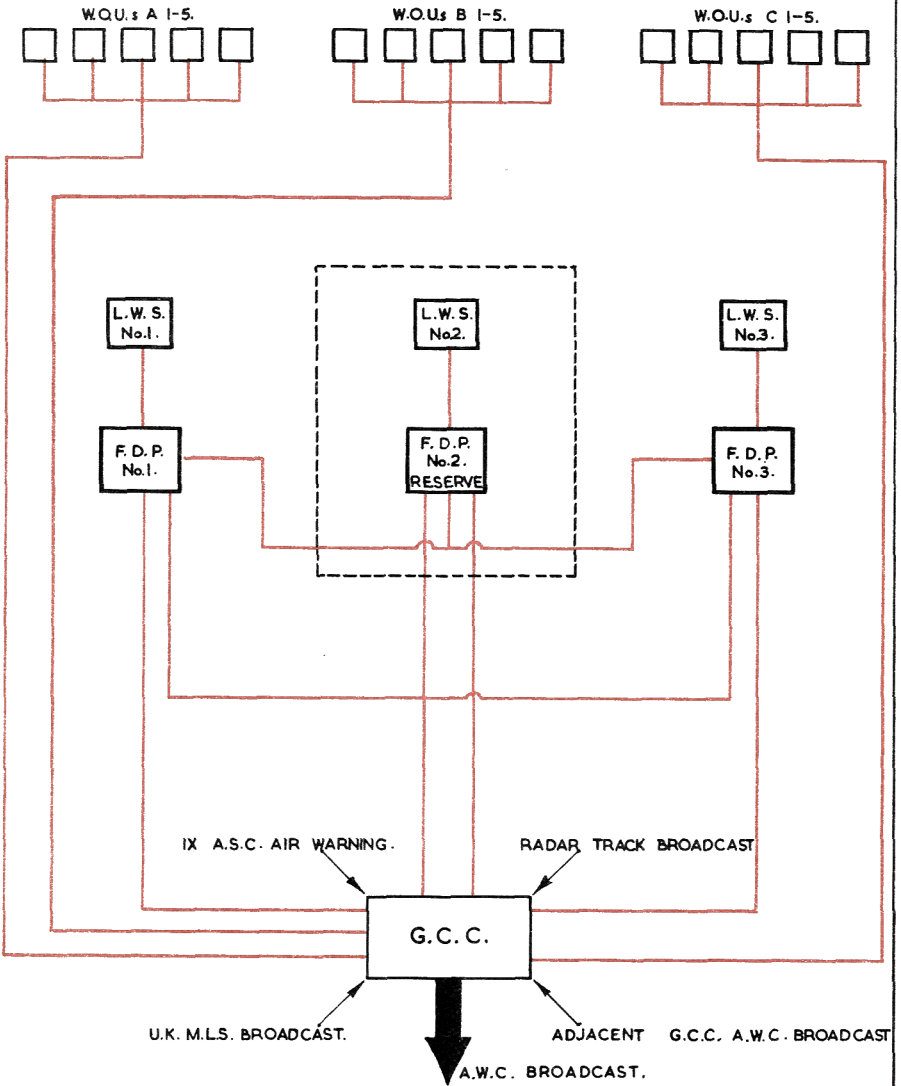 W.O.U.s A 1-5.
W.O.U.s B 1-5.
W.O.U.s C 1-5.
L.W.S.
No.1.
L.W.S.
No.2.
L.W.S.
No.3.
F.D.P.
No.1.
F.D.P.
No.2.
RESERVE
F.D.P.
No.3.
IX A.S.C. AIR WARNING.
RADAR TRACK BROADCAST
G.C.C.
U.K. M.L.S. BROADCAST.
ADJACENT G.C.C. A.W.C. BROADCAST
A.W.C. BROADCAST.